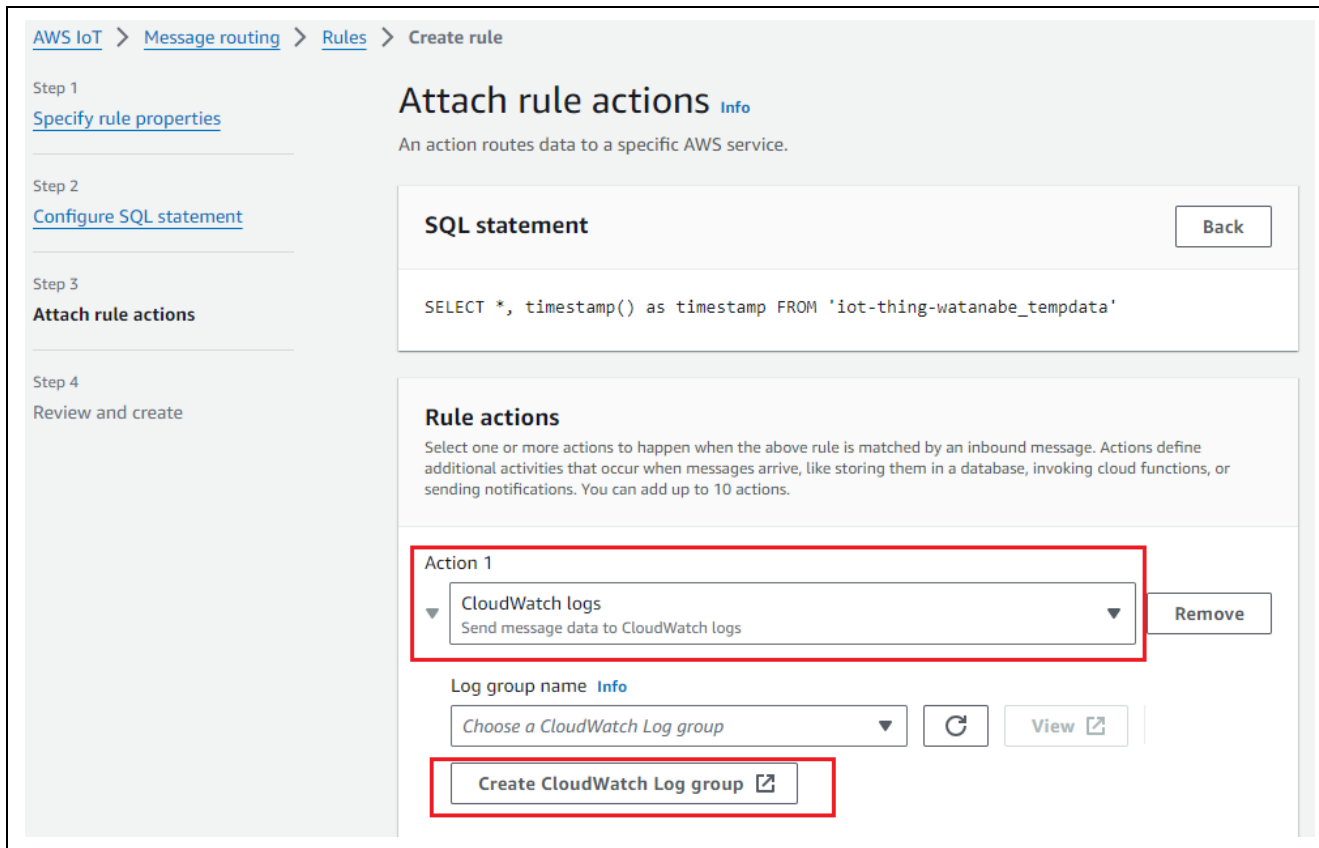 AWS IoT > Message routing > Rules > Create rule
Step 1
Specify rule properties
Step 2
Configure SQL statement
Step 3
Attach rule actions
Step 4
Review and create
Attach rule actions Info
An action routes data to a specific AWS service.
SQL statement
Back
SELECT *, timestamp() as timestamp FROM 'iot-thing-watanabe_tempdata'
Rule actions
Select one or more actions to happen when the above rule is matched by an inbound message. Actions define
additional activities that occur when messages arrive, like storing them in a database, invoking cloud functions, or
sending notifications. You can add up to 10 actions.
Action 1
CloudWatch logs
Send message data to CloudWatch logs
Remove
Log group name Info
Choose a CloudWatch Log group
View
Create CloudWatch Log group